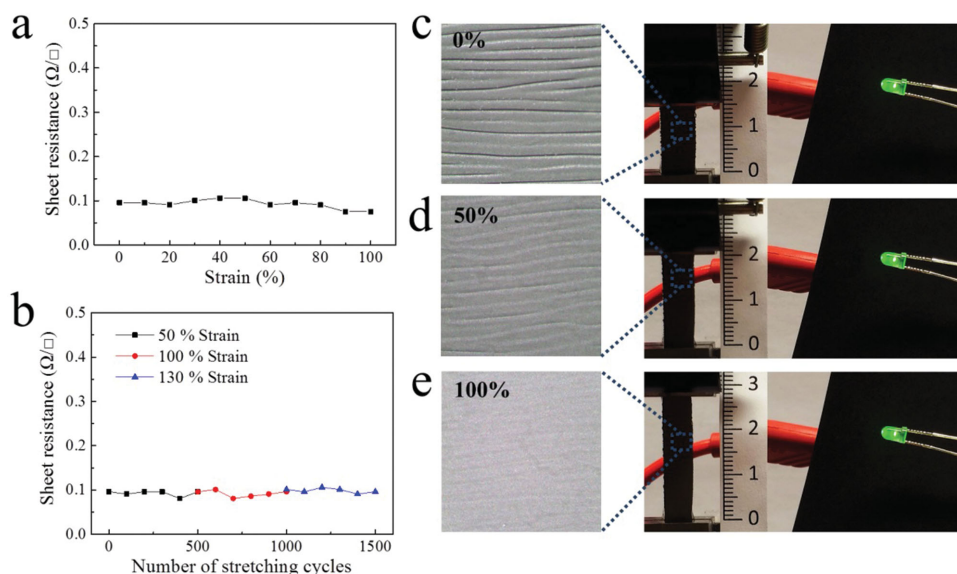 a
0.5
0.4
0.3
0.2
0.1
0.0
Sheet resistance (Ω/□)
0 20 40 60 80 100
Strain (%)
b
0.5
0.4
0.3
0.2
0.1
0.0
Sheet resistance (Ω/□)
50 % Strain
100 % Strain
130 % Strain
0 500 1000 1500
Number of stretching cycles
c
0%
2
1
0
d
50%
2
1
0
e
100%
3
2
1
0